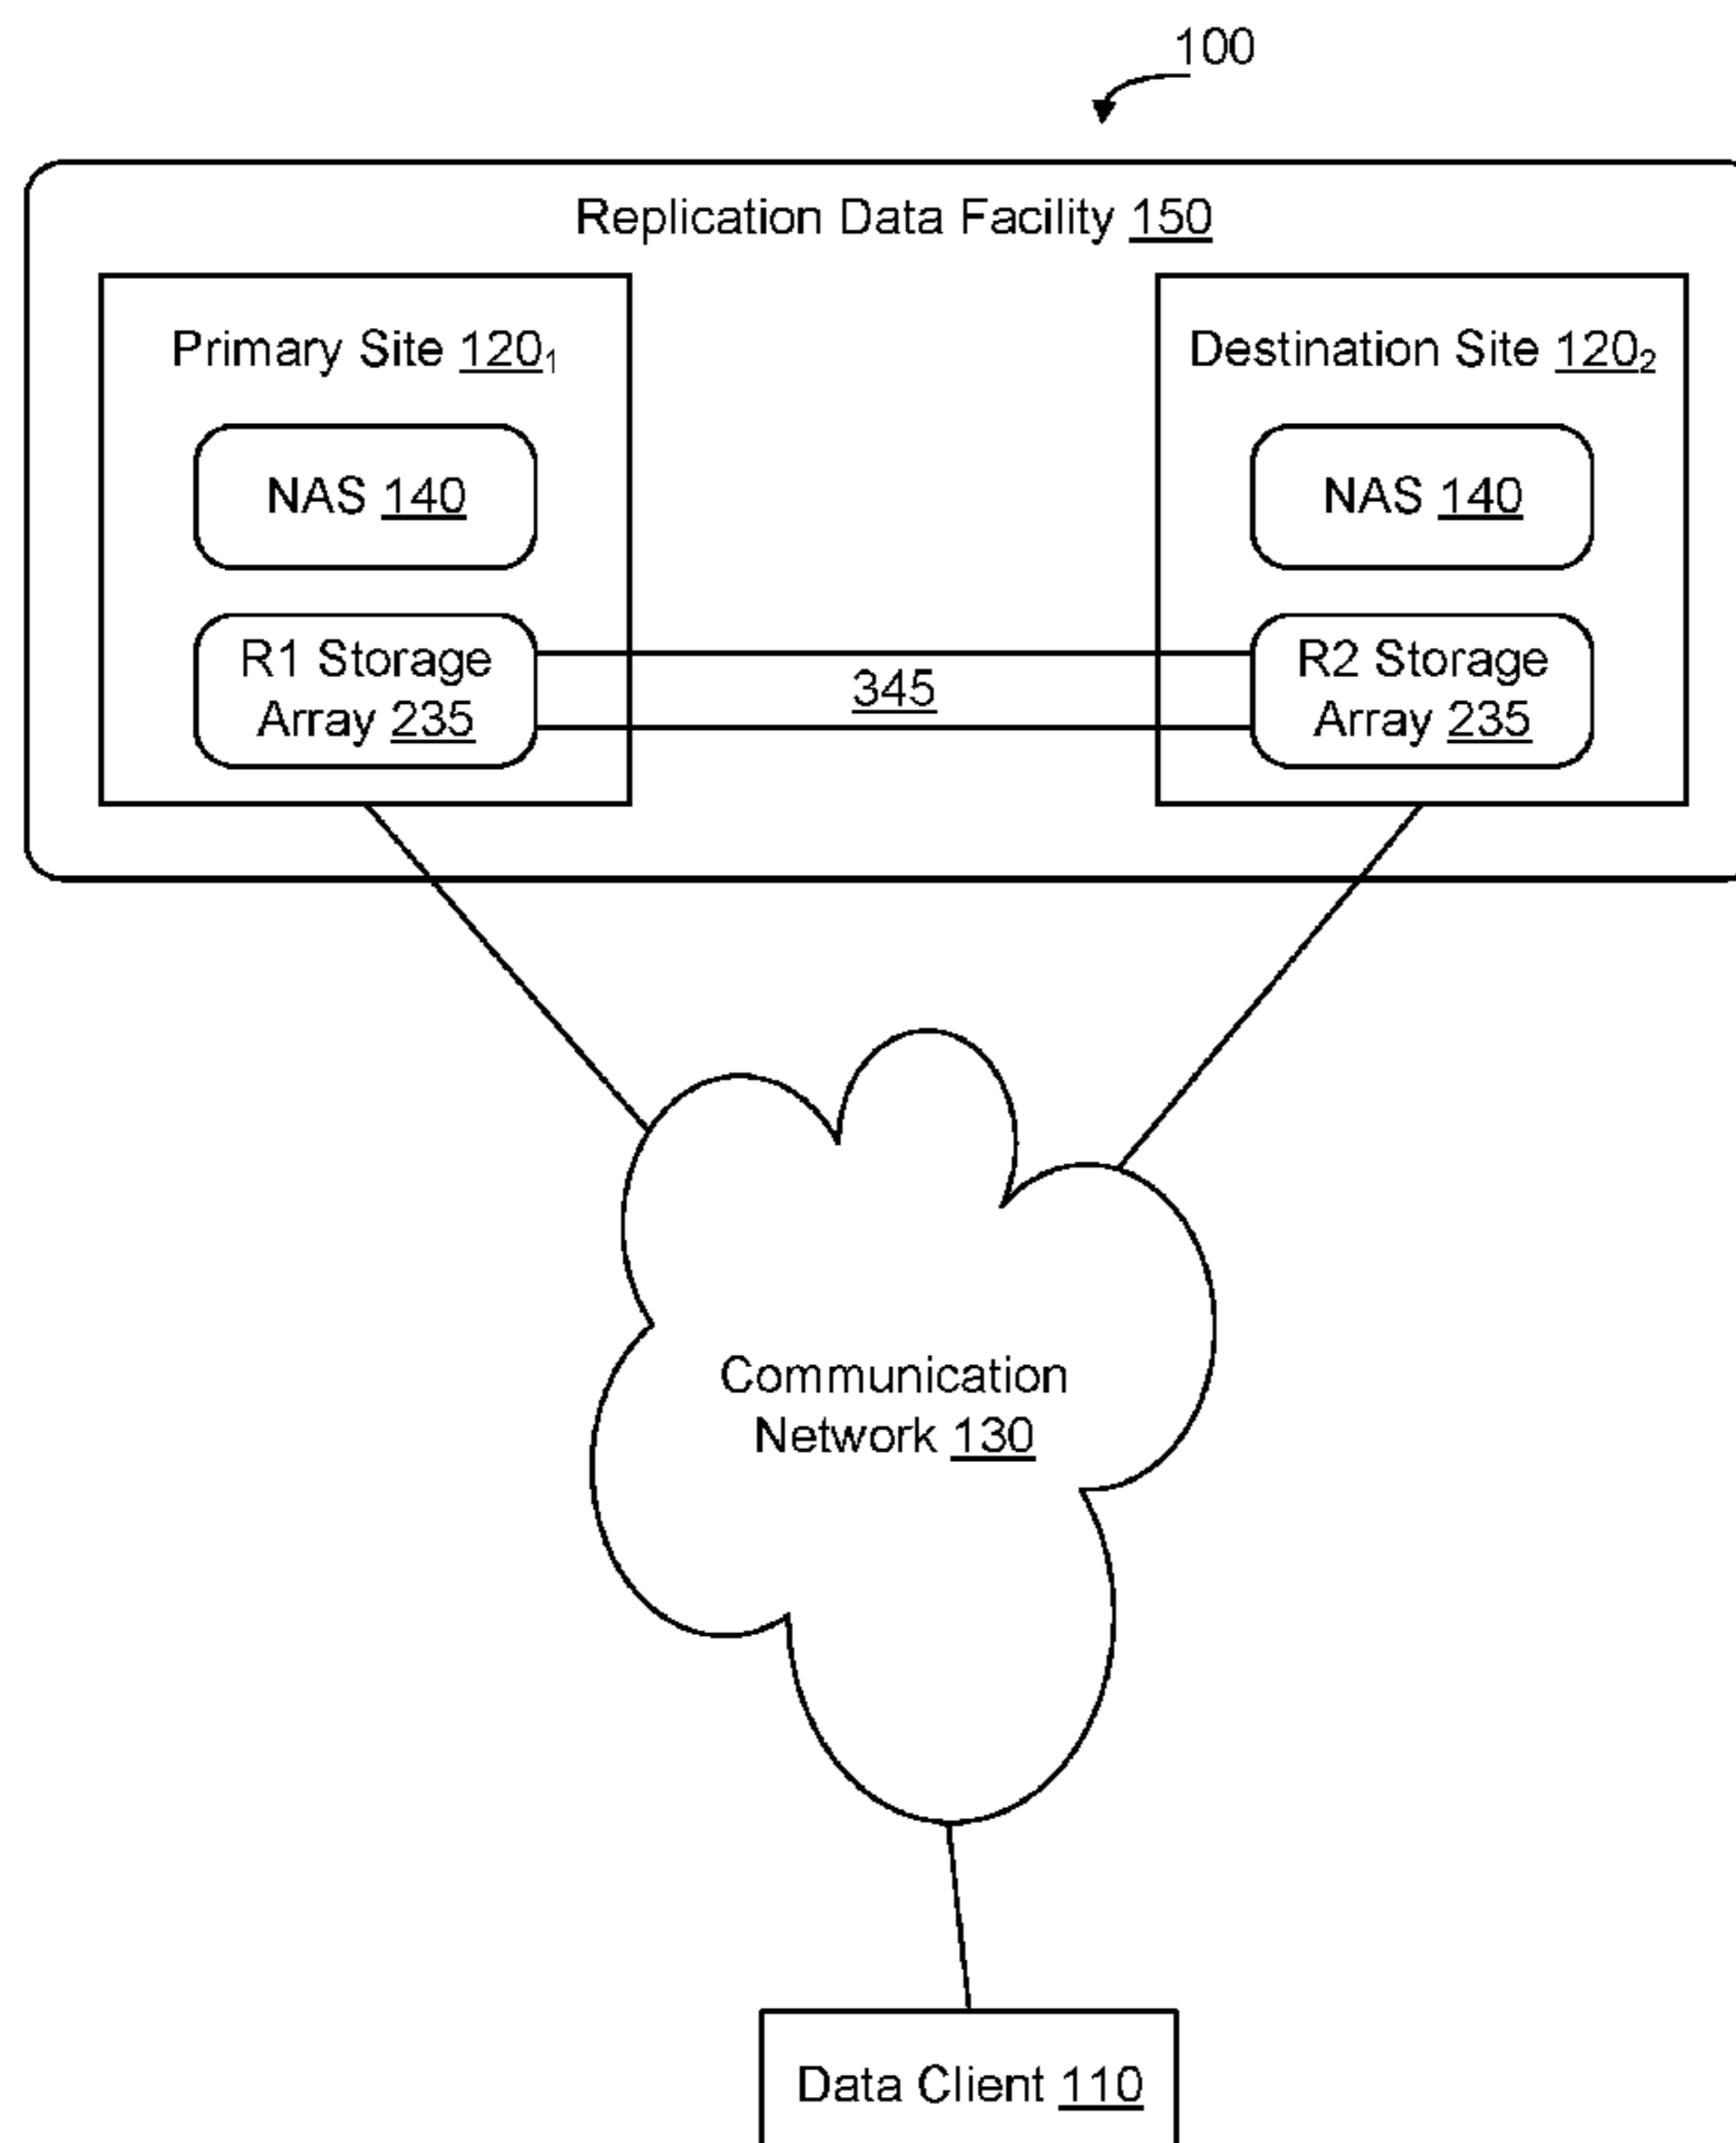 100
Replication Data Facility 150
Primary Site 120₁
Destination Site 120₂
NAS 140
NAS 140
R1 Storage
Array 235
345
R2 Storage
Array 235
Communication
Network 130
Data Client 110